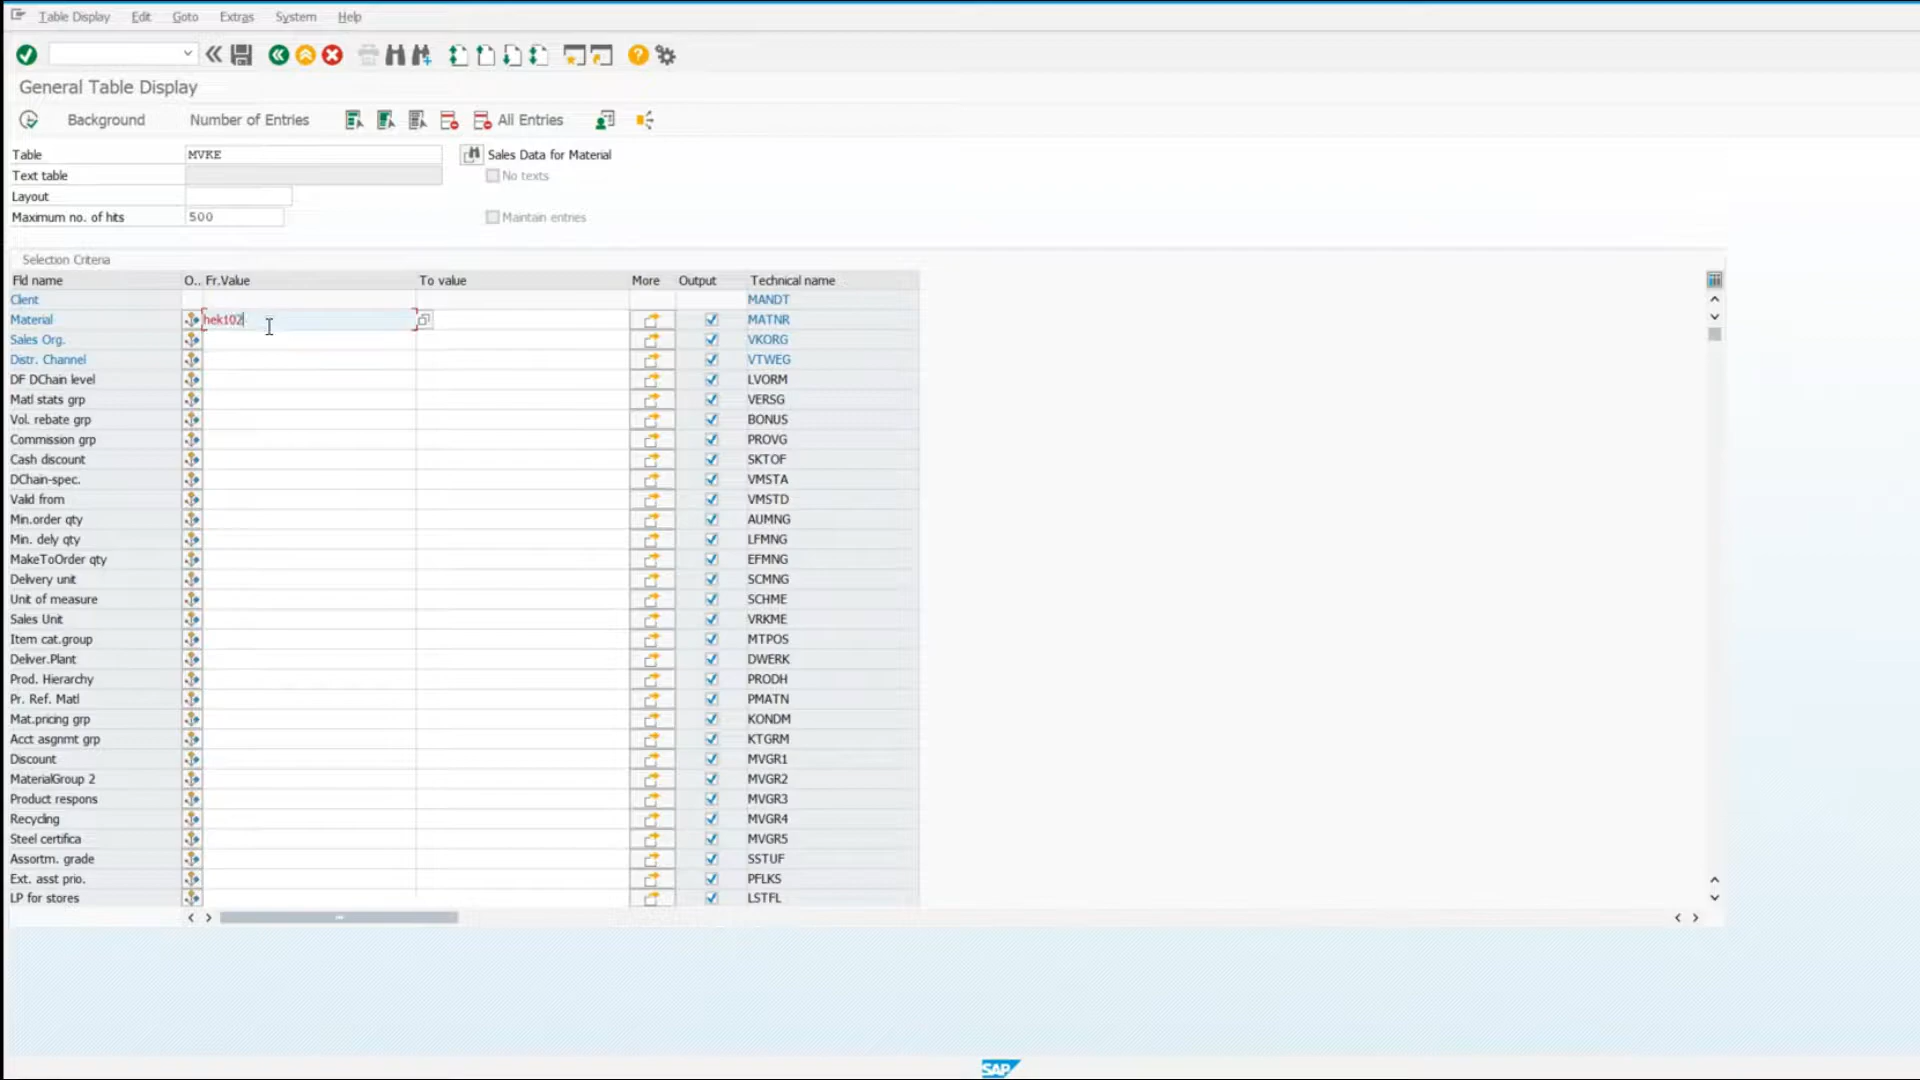 Table Display Edit Goto Extras System Help
General Table Display
Background Number of Entries All Entries
Table MVKE Sales Data for Material
Text table No texts
Layout
Maximum no. of hits 500 Maintain entries
Selection Criteria
Fld name O.. Fr.Value To value More Output Technical name
Client MANDT
Material hek102 MATNR
Sales Org. VKORG
Distr. Channel VTWEG
DF DChain level LVORM
Matl stats grp VERSG
Vol. rebate grp BONUS
Commission grp PROVG
Cash discount SKTOF
DChain-spec. VMSTA
Valid from VMSTD
Min.order qty AUMNG
Min. dely qty LFMNG
MakeToOrder qty EFMNG
Delivery unit SCMNG
Unit of measure SCHME
Sales Unit VRKME
Item cat.group MTPOS
Deliver.Plant DWERK
Prod. Hierarchy PRODH
Pr. Ref. Matl PMATN
Mat.pricing grp KONDM
Acct asgnmt grp KTGRM
Discount MVGR1
MaterialGroup 2 MVGR2
Product respons MVGR3
Recycling MVGR4
Steel certifica MVGR5
Assortm. grade SSTUF
Ext. asst prio. PFLKS
LP for stores LSTFL
SAP